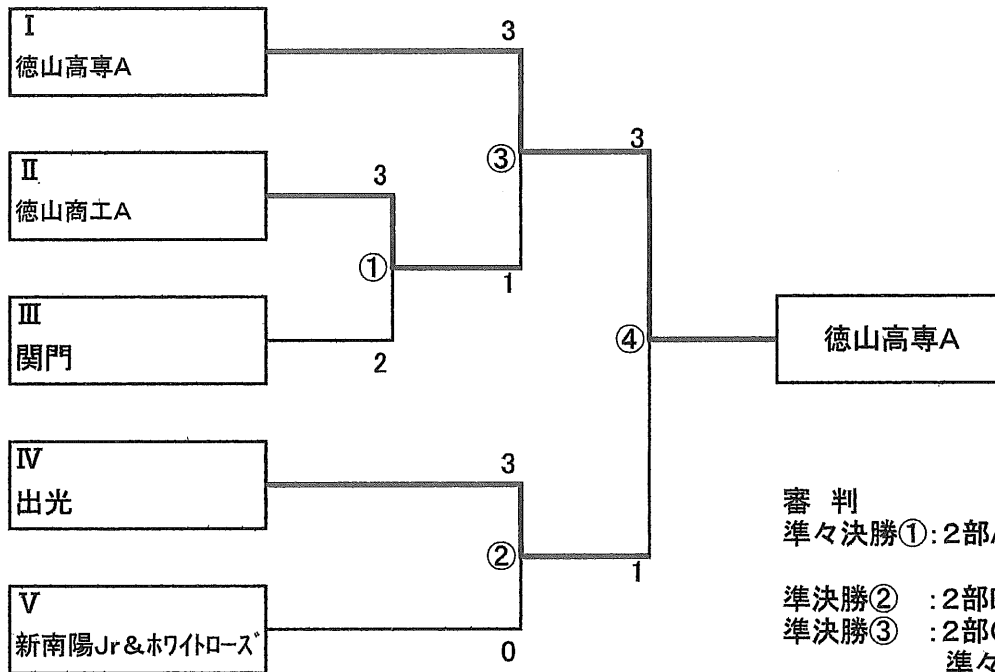 Ⅰ
徳山高専A
3
Ⅱ
徳山商工A
3
①
Ⅲ
関門
2
③
1
3
④
徳山高専A
Ⅳ
出光
3
②
1
Ⅴ
新南陽Jr&ホワイトローズ
0
審 判
準々決勝①:2部
準決勝② :2部
準決勝③ :2部
準々